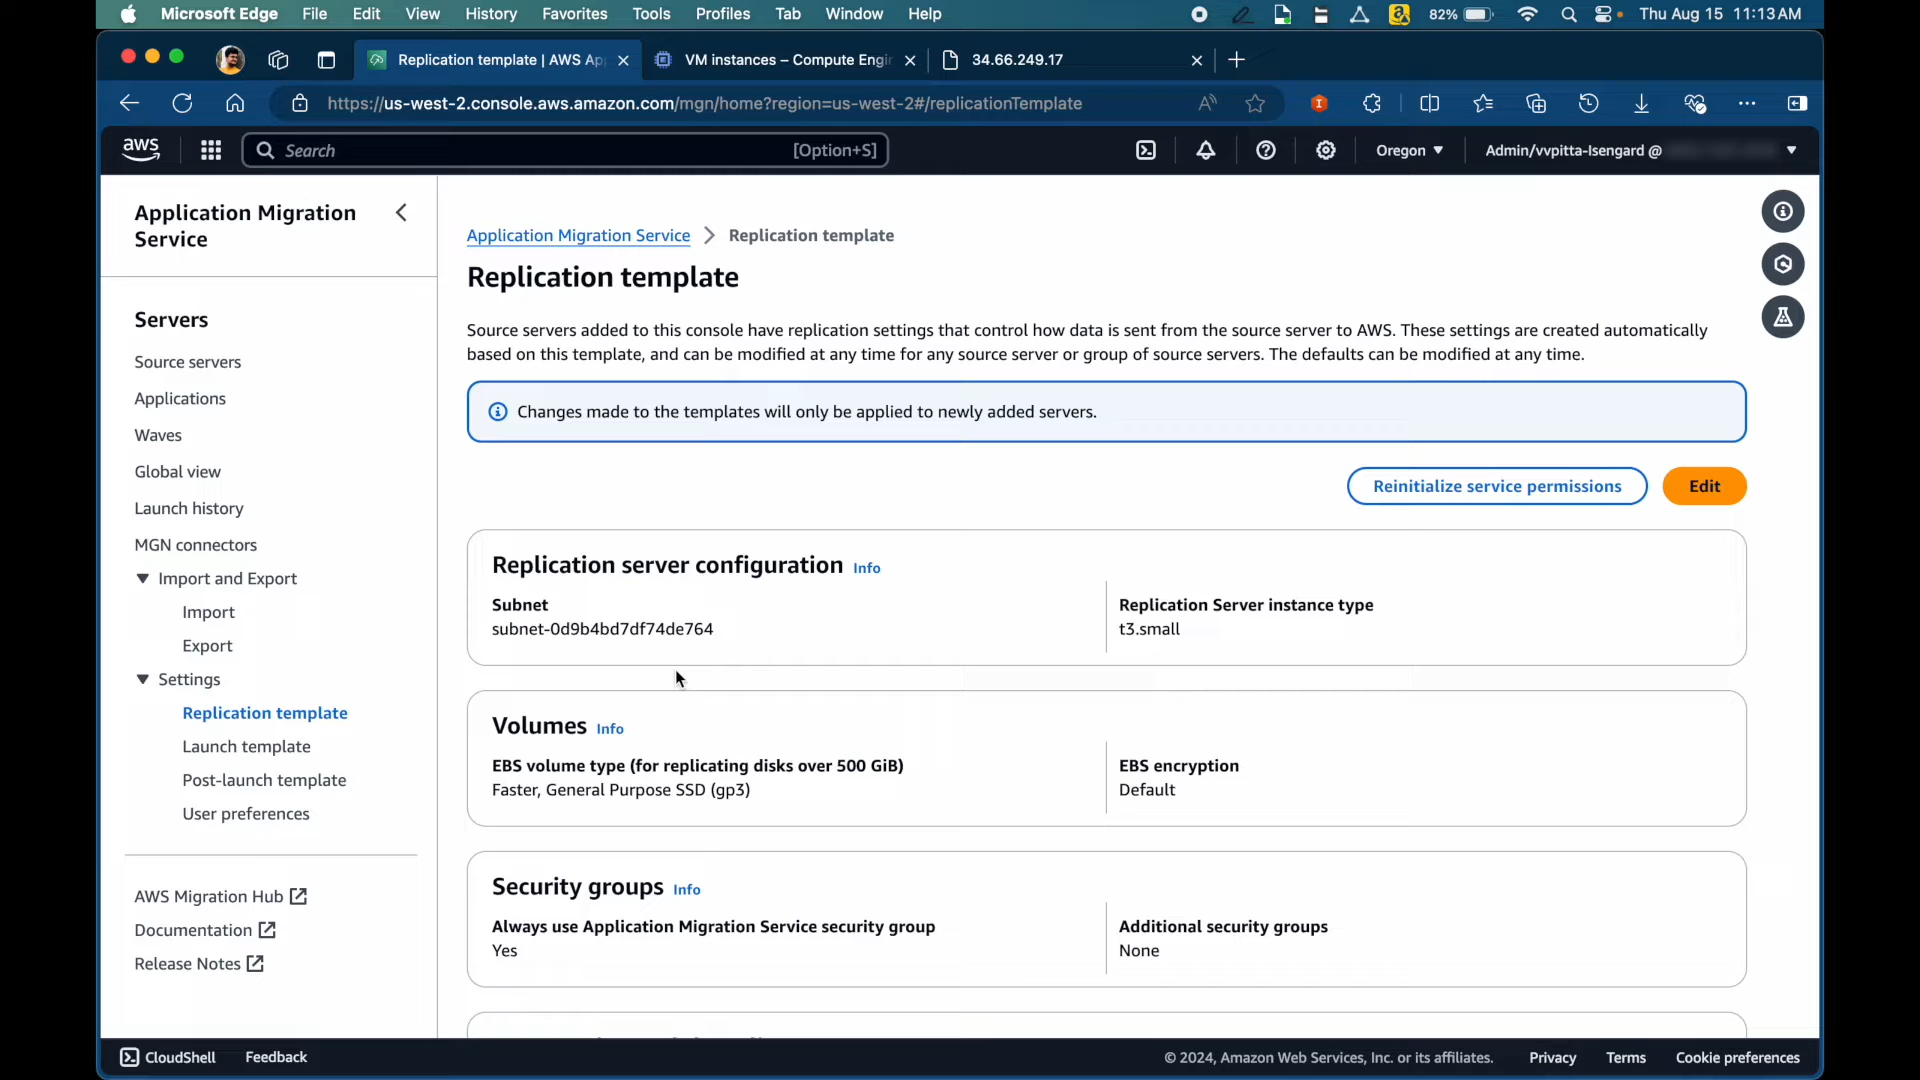 Microsoft Edge File Edit View History Favorites Tools Profiles Tab Window Help 82% Thu Aug 15 11:13 AM
Replication template | AWS Ap
VM instances – Compute Engi
34.66.249.17
https://us-west-2.console.aws.amazon.com/mgn/home?region=us-west-2#/replicationTemplate
aws
Search [Option+S]
Oregon
Admin/vvpitta-Isengard @
Application Migration
Service
Servers
Source servers
Applications
Waves
Global view
Launch history
MGN connectors
Import and Export
Import
Export
Settings
Replication template
Launch template
Post-launch template
User preferences
AWS Migration Hub
Documentation
Release Notes
Application Migration Service > Replication template
Replication template
Source servers added to this console have replication settings that control how data is sent from the source server to AWS. These settings are created automatically
based on this template, and can be modified at any time for any source server or group of source servers. The defaults can be modified at any time.
Changes made to the templates will only be applied to newly added servers.
Reinitialize service permissions
Edit
Replication server configuration Info
Subnet
subnet-0d9b4bd7df74de764
Replication Server instance type
t3.small
Volumes Info
EBS volume type (for replicating disks over 500 GiB)
Faster, General Purpose SSD (gp3)
EBS encryption
Default
Security groups Info
Always use Application Migration Service security group
Yes
Additional security groups
None
CloudShell Feedback
© 2024, Amazon Web Services, Inc. or its affiliates. Privacy Terms Cookie preferences